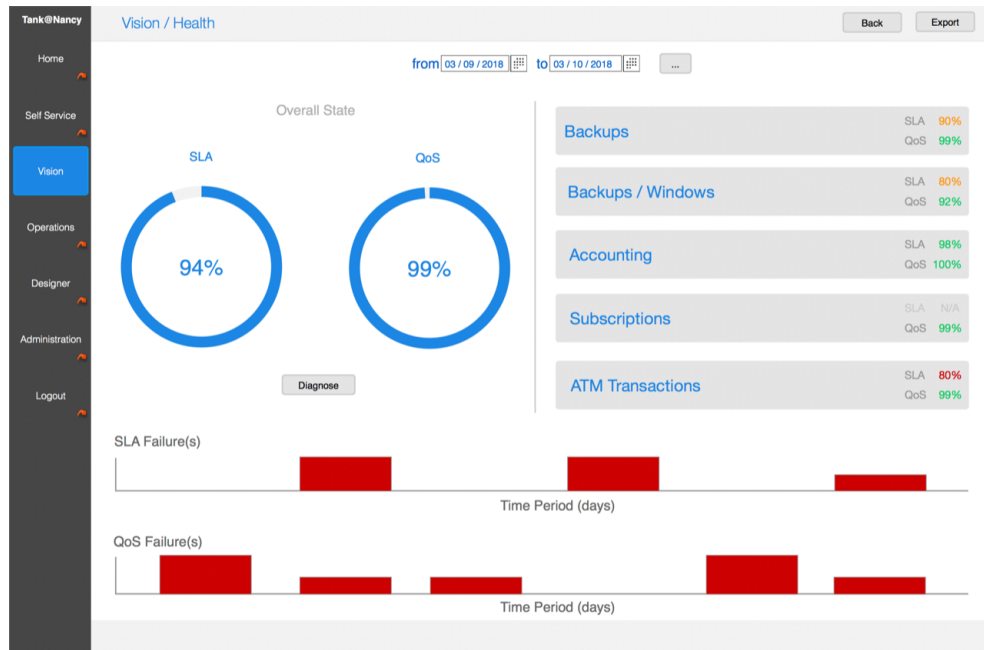 Tank@Nancy
Vision / Health
Back
Export
Home
Self Service
Vision
Operations
Designer
Administration
Logout
from 03 / 09 / 2018 to 03 / 10 / 2018 ...
Overall State
SLA
QoS
94%
99%
Diagnose
Backups
SLA 90%
QoS 99%
Backups / Windows
SLA 80%
QoS 92%
Accounting
SLA 98%
QoS 100%
Subscriptions
SLA N/A
QoS 99%
ATM Transactions
SLA 80%
QoS 99%
SLA Failure(s)
Time Period (days)
QoS Failure(s)
Time Period (days)